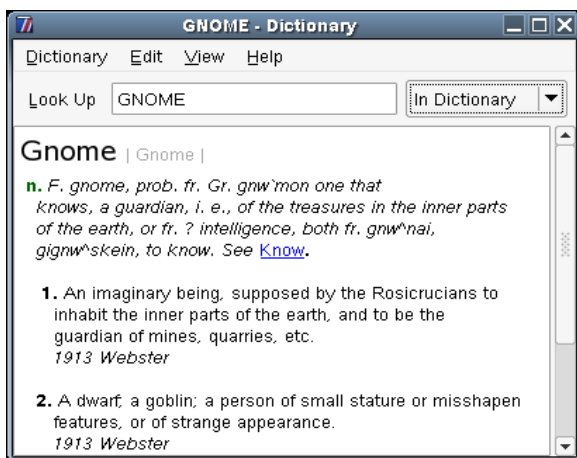 GNOME - Dictionary
Dictionary Edit View Help
Look Up GNOME In Dictionary
Gnome | Gnome |
n. F. gnome, prob. fr. Gr. gnw`mon one that
knows, a guardian, i. e., of the treasures in the inner parts
of the earth, or fr. ? intelligence, both fr. gnw^nai,
gignw^skein, to know. See Know.
1. An imaginary being, supposed by the Rosicrucians to
inhabit the inner parts of the earth, and to be the
guardian of mines, quarries, etc.
1913 Webster
2. A dwarf; a goblin; a person of small stature or misshapen
features, or of strange appearance.
1913 Webster